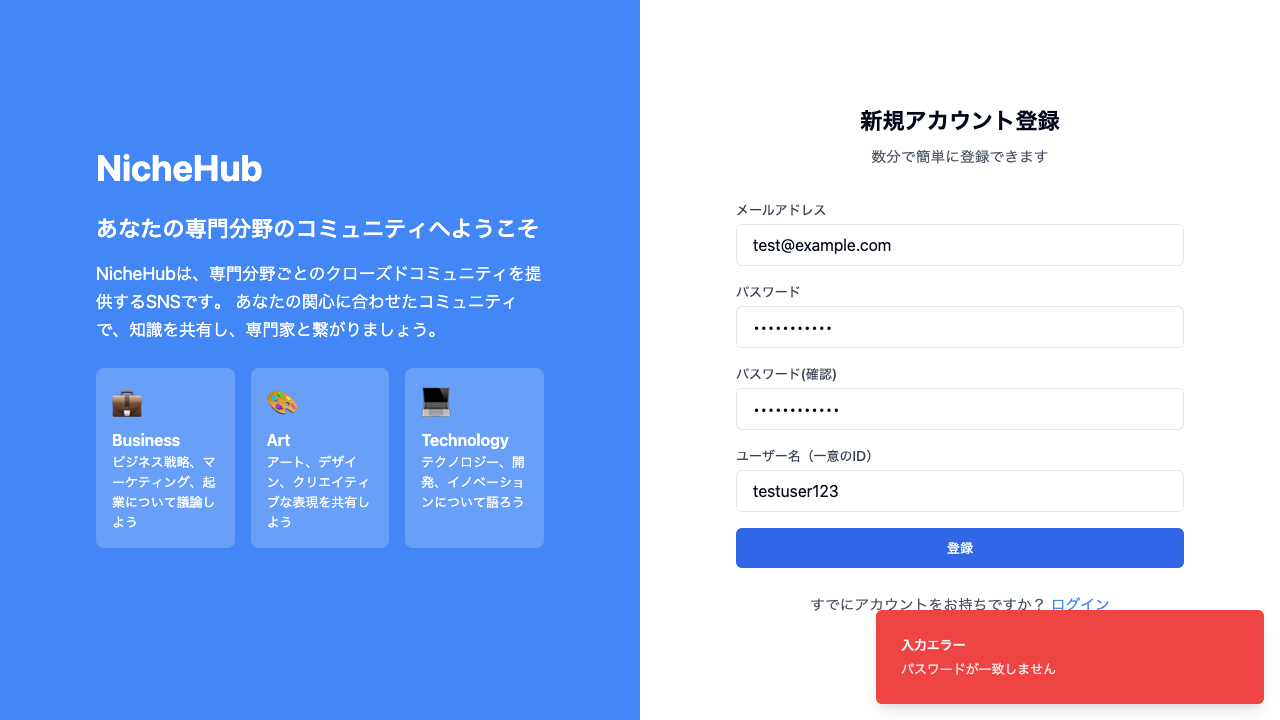 NicheHub
あなたの専門分野のコミュニティへようこそ
NicheHubは、専門分野ごとのクローズドコミュニティを提
供するSNSです。 あなたの関心に合わせたコミュニティ
で、知識を共有し、専門家と繋がりましょう。
Business
ビジネス戦略、マ
ーケティング、起
業について議論し
よう
Art
アート、デザイ
ン、クリエイティ
ブな表現を共有し
よう
Technology
テクノロジー、開
発、イノベーショ
ンについて語ろう
新規アカウント登録
数分で簡単に登録できます
メールアドレス
test@example.com
パスワード
•••••••••••
パスワード(確認)
••••••••••••
ユーザー名（一意のID）
testuser123
登録
すでにアカウントをお持ちですか？ ログイン
入力エラー
パスワードが一致しません